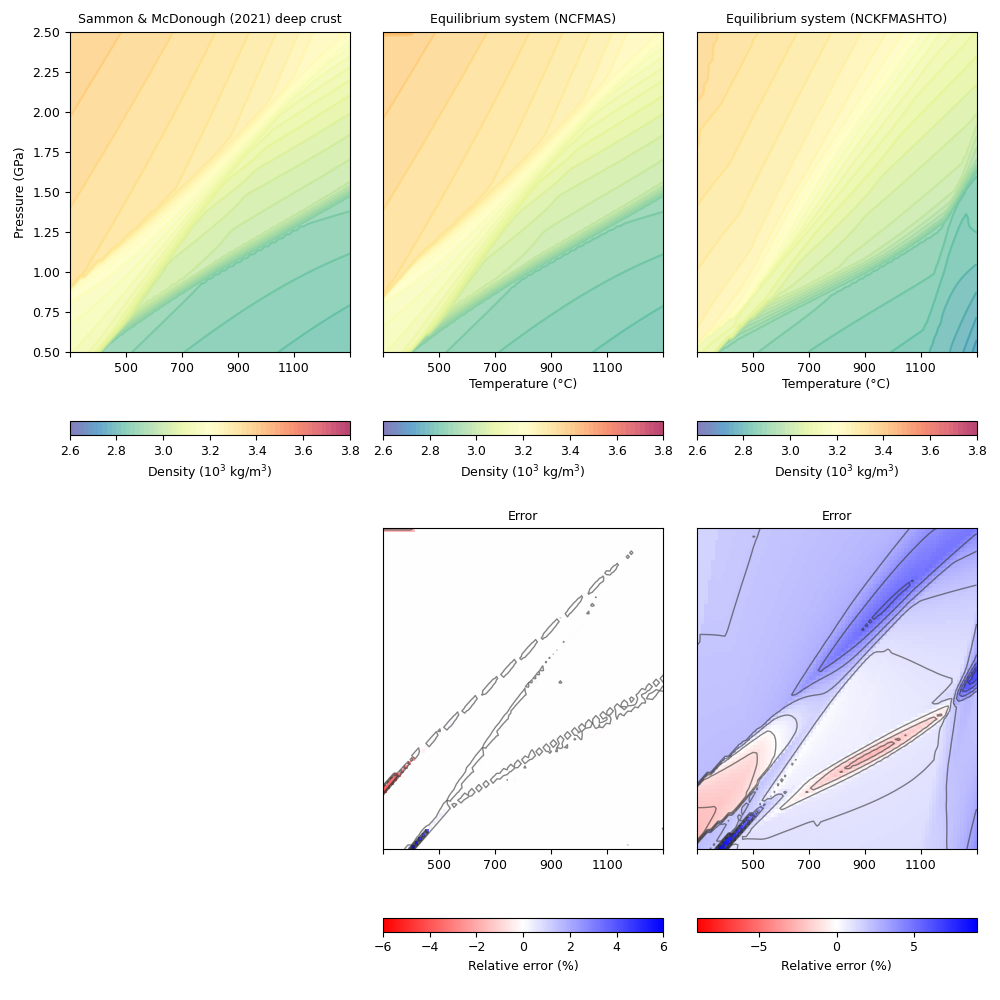 Sammon & McDonough (2021) deep crust
Equilibrium system (NCFMAS)
Equilibrium system (NCKFMASHTO)
2.50
2.25
2.00
1.75
1.50
1.25
1.00
0.75
0.50
Pressure (GPa)
500 700 900 1100
500 700 900 1100
500 700 900 1100
Temperature (°C)
Temperature (°C)
2.6 2.8 3.0 3.2 3.4 3.6 3.8
2.6 2.8 3.0 3.2 3.4 3.6 3.8
2.6 2.8 3.0 3.2 3.4 3.6 3.8
Density (10³ kg/m³)
Density (10³ kg/m³)
Density (10³ kg/m³)
Error
Error
500 700 900 1100
500 700 900 1100
−6 −4 −2 0 2 4 6
−5 0 5
Relative error (%)
Relative error (%)